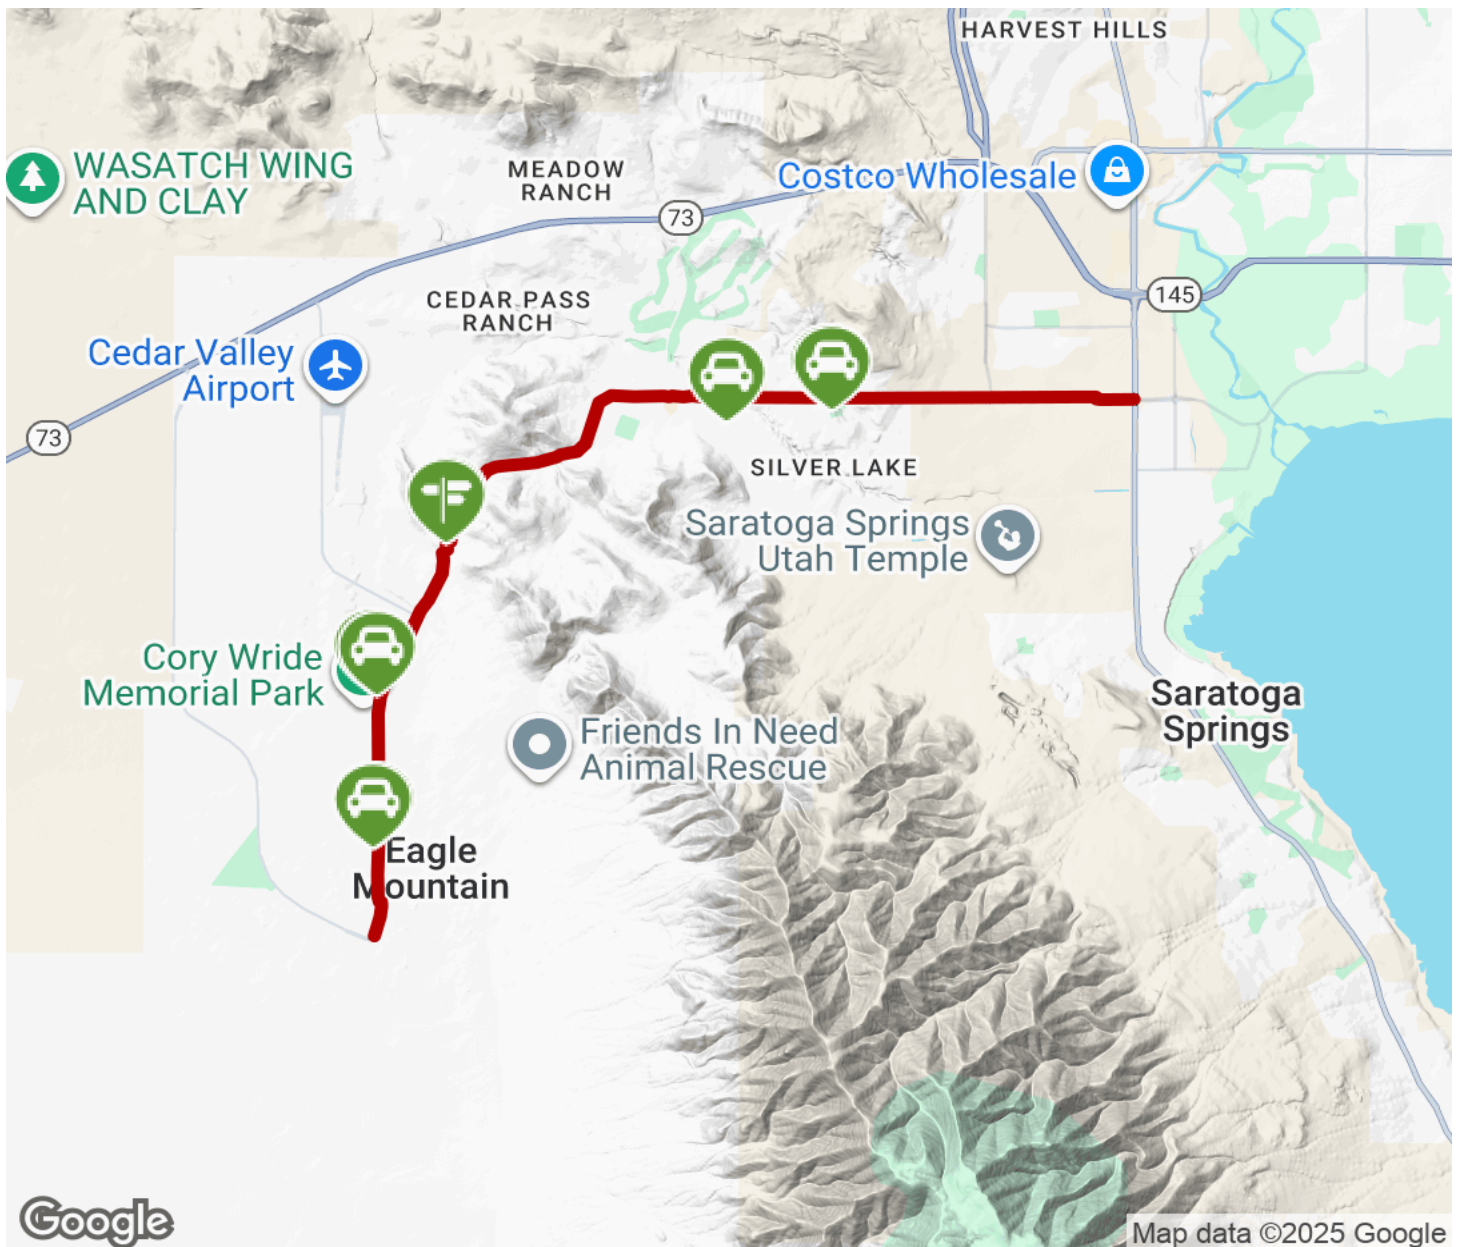 HARVEST HILLS
WASATCH WING
AND CLAY
MEADOW
RANCH
Costco Wholesale
73
CEDAR PASS
RANCH
145
Cedar Valley
Airport
73
SILVER LAKE
Saratoga Springs
Utah Temple
Cory Wride
Memorial Park
Saratoga
Springs
Friends In Need
Animal Rescue
Eagle
Mountain
Google
Map data ©2025 Google